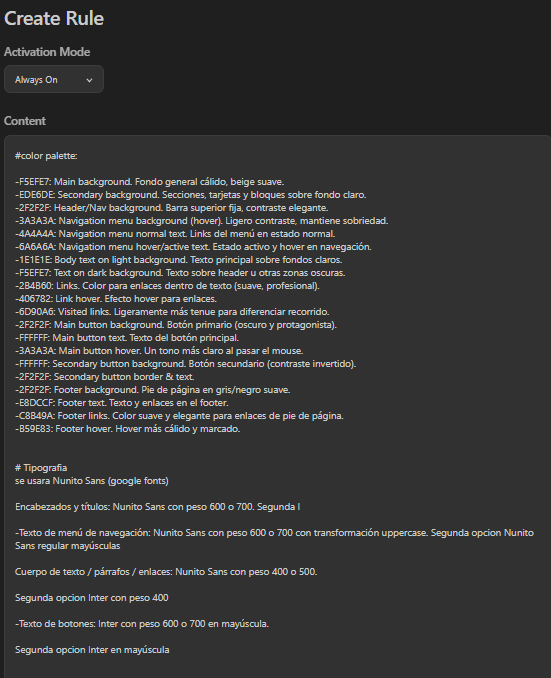 Create Rule
Activation Mode
Always On
Content
#color palette:
-F5EFE7: Main background. Fondo general cálido, beige suave.
-EDE6DE: Secondary background. Secciones, tarjetas y bloques sobre fondo claro.
-2F2F2F: Header/Nav background. Barra superior fija, contraste elegante.
-3A3A3A: Navigation menu background (hover). Ligero contraste, mantiene sobriedad.
-4A4A4A: Navigation menu normal text. Links del menú en estado normal.
-6A6A6A: Navigation menu hover/active text. Estado activo y hover en navegación.
-1E1E1E: Body text on light background. Texto principal sobre fondos claros.
-F5EFE7: Text on dark background. Texto sobre header u otras zonas oscuras.
-2B4B60: Links. Color para enlaces dentro de texto (suave, profesional).
-406782: Link hover. Efecto hover para enlaces.
-6D90A6: Visited links. Ligeramente más tenue para diferenciar recorrido.
-2F2F2F: Main button background. Botón primario (oscuro y protagonista).
-FFFFFF: Main button text. Texto del botón principal.
-3A3A3A: Main button hover. Un tono más claro al pasar el mouse.
-FFFFFF: Secondary button background. Botón secundario (contraste invertido).
-2F2F2F: Secondary button border & text.
-2F2F2F: Footer background. Pie de página en gris/negro suave.
-E8DCCF: Footer text. Texto y enlaces en el footer.
-C8B49A: Footer links. Color suave y elegante para enlaces de pie de página.
-B59E83: Footer hover. Hover más cálido y marcado.
# Tipografia
se usara Nunito Sans (google fonts)
Encabezados y títulos: Nunito Sans con peso 600 o 700. Segunda l
-Texto de menú de navegación: Nunito Sans con peso 600 o 700 con transformación uppercase. Segunda opcion Nunito
Sans regular mayúsculas
Cuerpo de texto / párrafos / enlaces: Nunito Sans con peso 400 o 500.
Segunda opcion Inter con peso 400
-Texto de botones: Inter con peso 600 o 700 en mayúscula.
Segunda opcion Inter en mayúscula